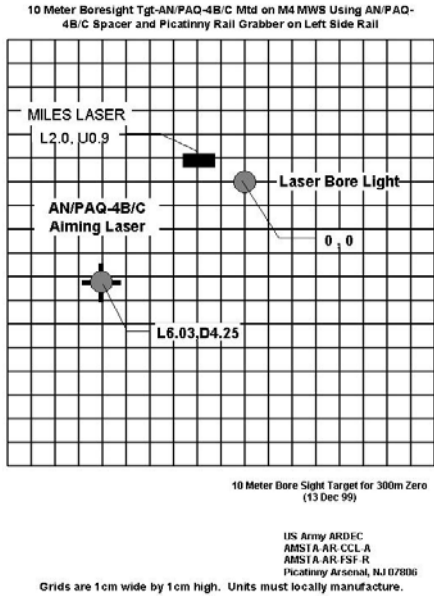 10 Meter Boresight Tgt-AN/PAQ-4B/C Mtd on M4 MWS Using AN/PAQ-
4B/C Spacer and Picatinny Rail Grabber on Left Side Rail
MILES LASER
L2.0, U0.9
Laser Bore Light
AN/PAQ-4B/C
Aiming Laser
0 , 0
L6.03,D4.25
10 Meter Bore Sight Target for 300m Zero
(13 Dec 99)
US Army ARDEC
AMSTA-AR-CCL-A
AMSTA-AR-FSF-R
Picatinny Arsenal, NJ 07806
Grids are 1cm wide by 1cm high. Units must locally manufacture.